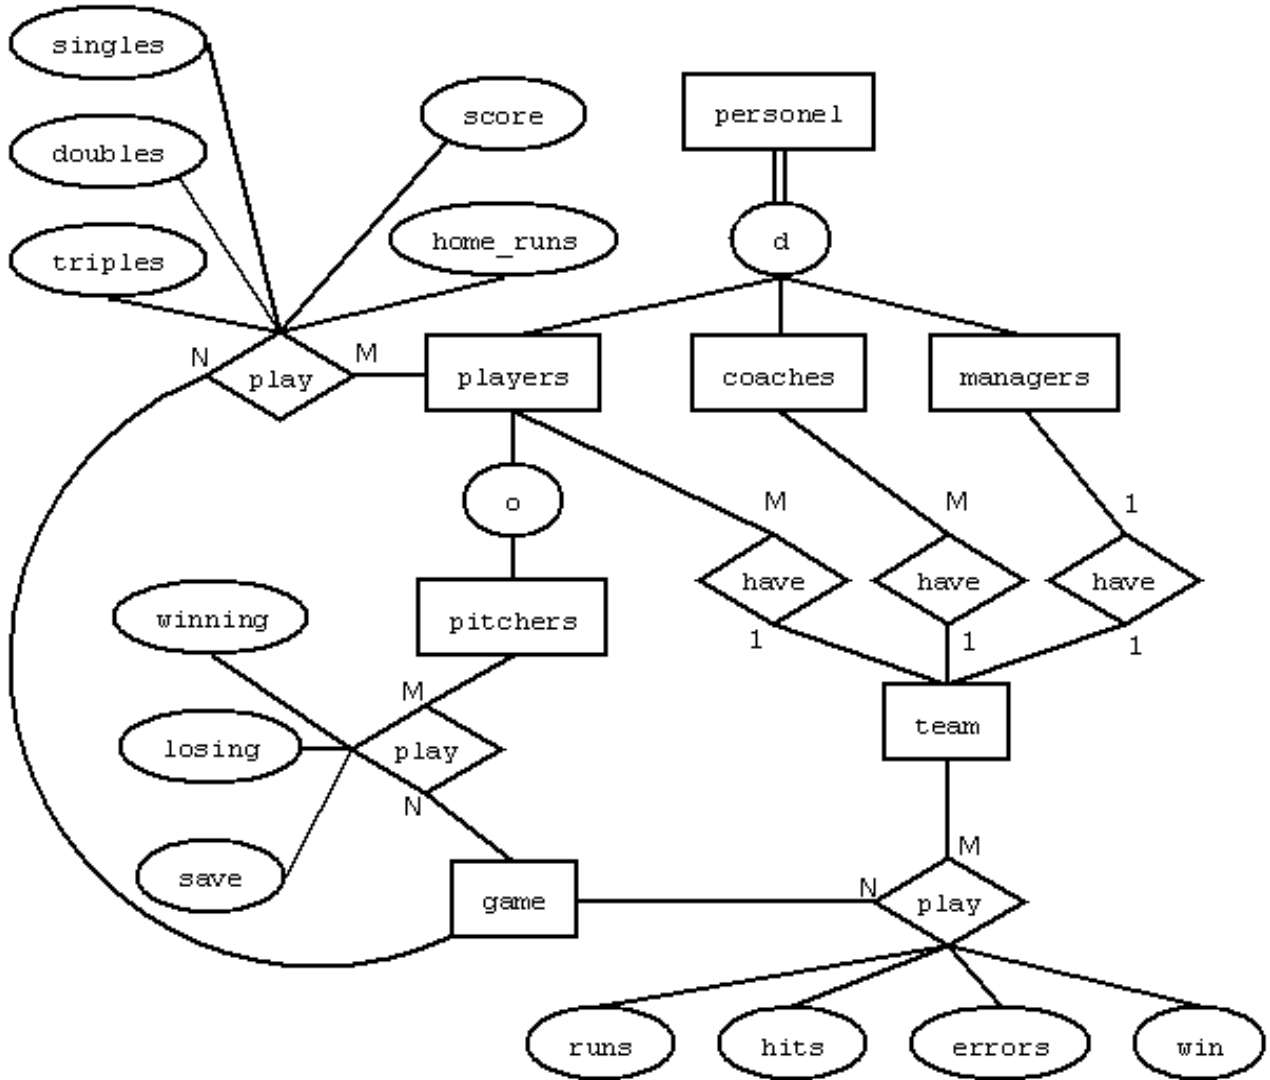 singles
score
personel
doubles
d
home_runs
triples
N
M
play
players
coaches
managers
o
M
M
1
have
have
have
winning
pitchers
1
1
1
M
losing
play
team
N
save
M
game
N
play
runs
hits
errors
win